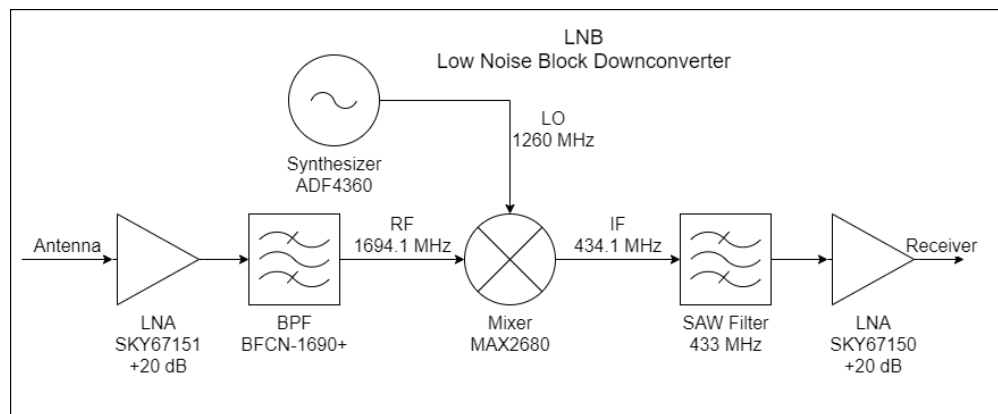 LNB
Low Noise Block Downconverter
LO
1260 MHz
Synthesizer
ADF4360
Antenna
RF
1694.1 MHz
IF
434.1 MHz
Receiver
LNA
SKY67151
+20 dB
BPF
BFCN-1690+
Mixer
MAX2680
SAW Filter
433 MHz
LNA
SKY67150
+20 dB